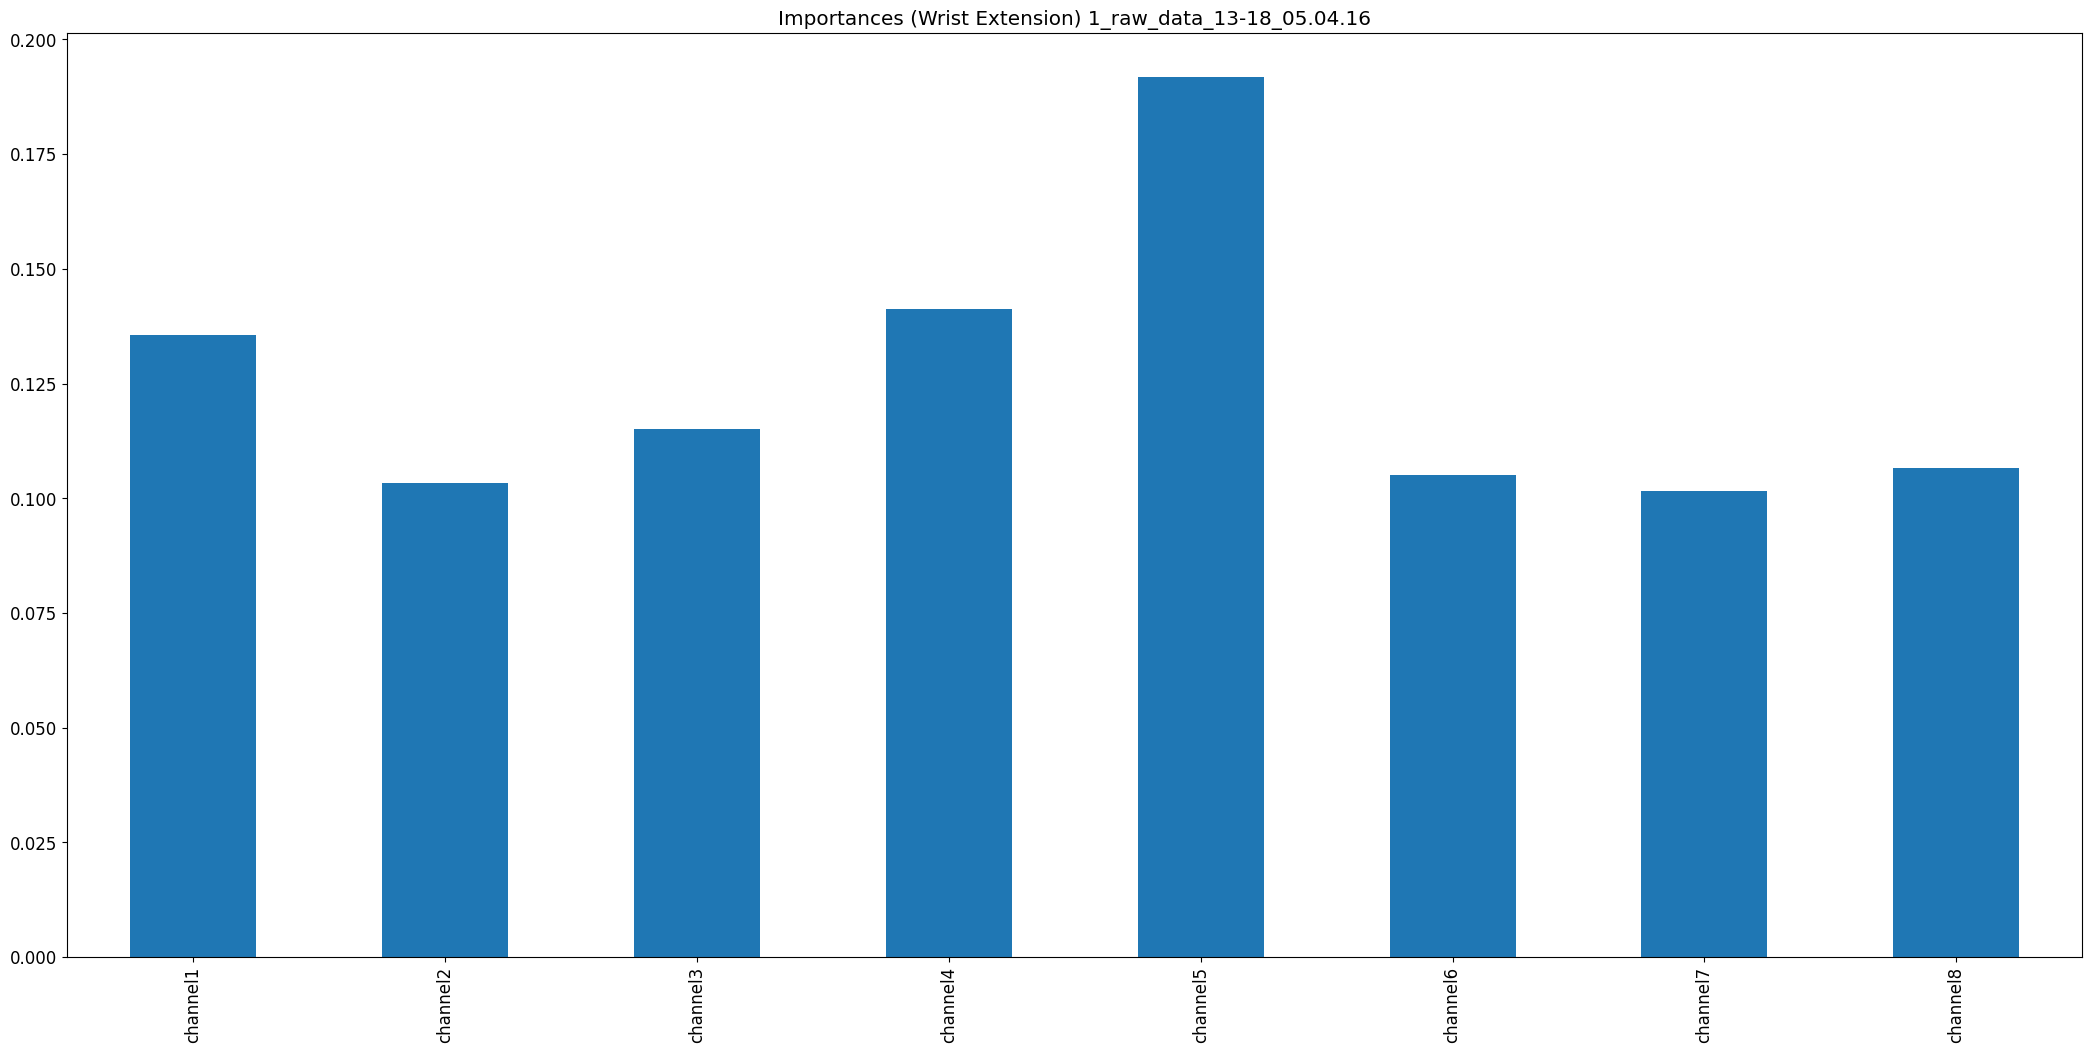 Importances (Wrist Extension) 1_raw_data_13-18_05.04.16
0.200
0.175
0.150
0.125
0.100
0.075
0.050
0.025
0.000
channel1
channel2
channel3
channel4
channel5
channel6
channel7
channel8